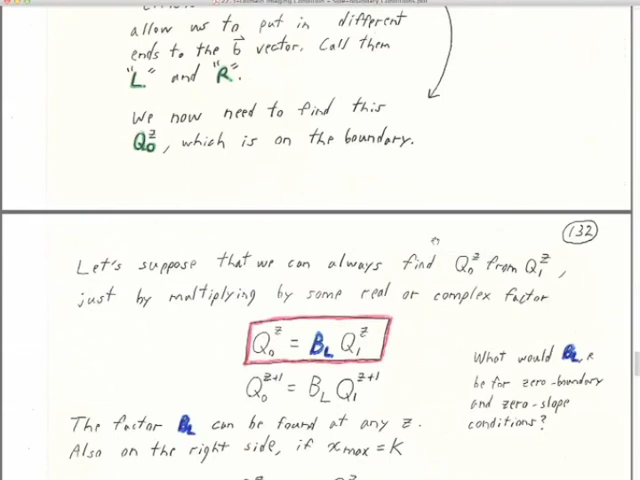 allow us to put in different
ends to the b⃗ vector. Call them
"L" and "R".
We now need to find this
Q₀ᶻ, which is on the boundary.
132
Let's suppose that we can always find Q₀ᶻ from Q₁ᶻ,
just by multiplying by some real or complex factor
Q₀ᶻ = B_L Q₁ᶻ
Q₀ᶻ⁺¹ = B_L Q₁ᶻ⁺¹
What would B_L
be for zero-boundary
and zero-slope
conditions?
The factor B_L can be found at any z.
Also on the right side, if x_max = K